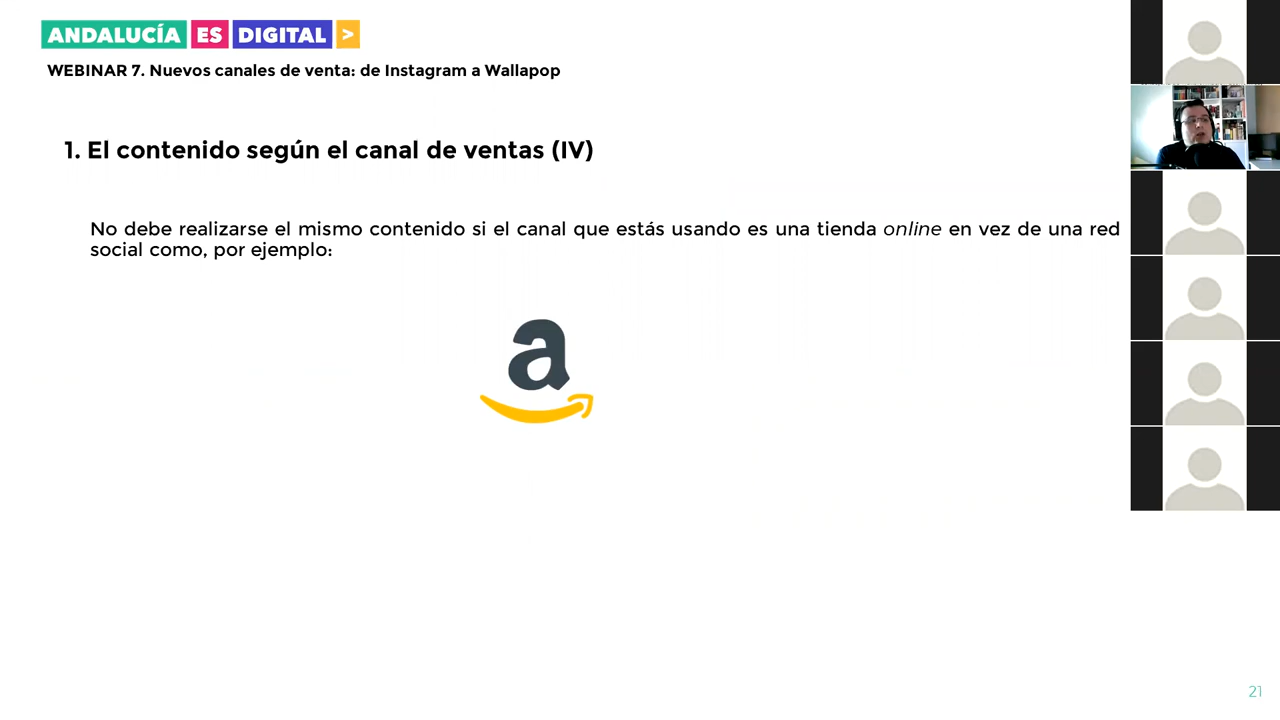 ANDALUCÍA ES DIGITAL >
WEBINAR 7. Nuevos canales de venta: de Instagram a Wallapop
1. El contenido según el canal de ventas (IV)
No debe realizarse el mismo contenido si el canal que estás usando es una tienda online en vez de una red
social como, por ejemplo:
a
21